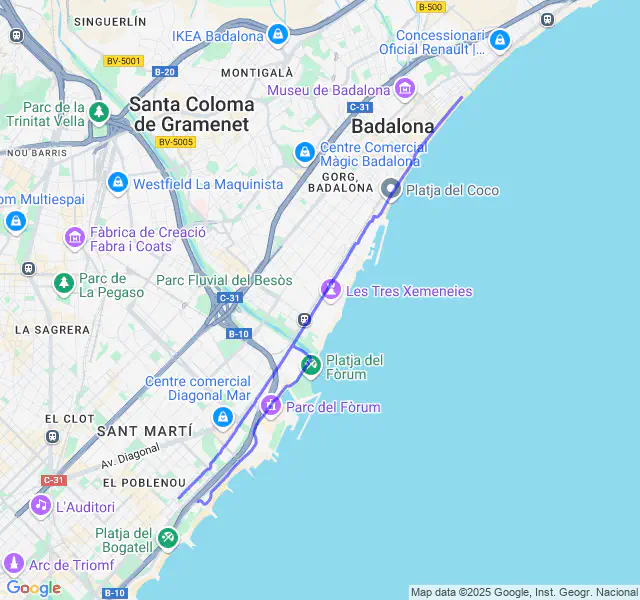 SINGUERLÍN
B-500
Concessionari
Oficial Renault |...
IKEA Badalona
BV-5001
B-20
MONTIGALÀ
Museu de Badalona
Parc de la
Trinitat Vella
Santa Coloma
de Gramenet
C-31
Badalona
BV-5005
NOU BARRIS
Centre Comercial
Màgic Badalona
GORG,
BADALONA
Westfield La Maquinista
Platja del Coco
om Multiespai
Fàbrica de Creació
Fabra i Coats
Parc Fluvial del Besòs
Parc de
La Pegaso
Les Tres Xemeneies
C-31
LA SAGRERA
B-10
Platja del
Fòrum
Centre comercial
Diagonal Mar
Parc del Fòrum
EL CLOT
SANT MARTÍ
Av. Diagonal
C-31
EL POBLENOU
L'Auditori
Platja del
Bogatell
Arc de Triomf
Google
B-10
Map data ©2025 Google, Inst. Geogr. Nacional